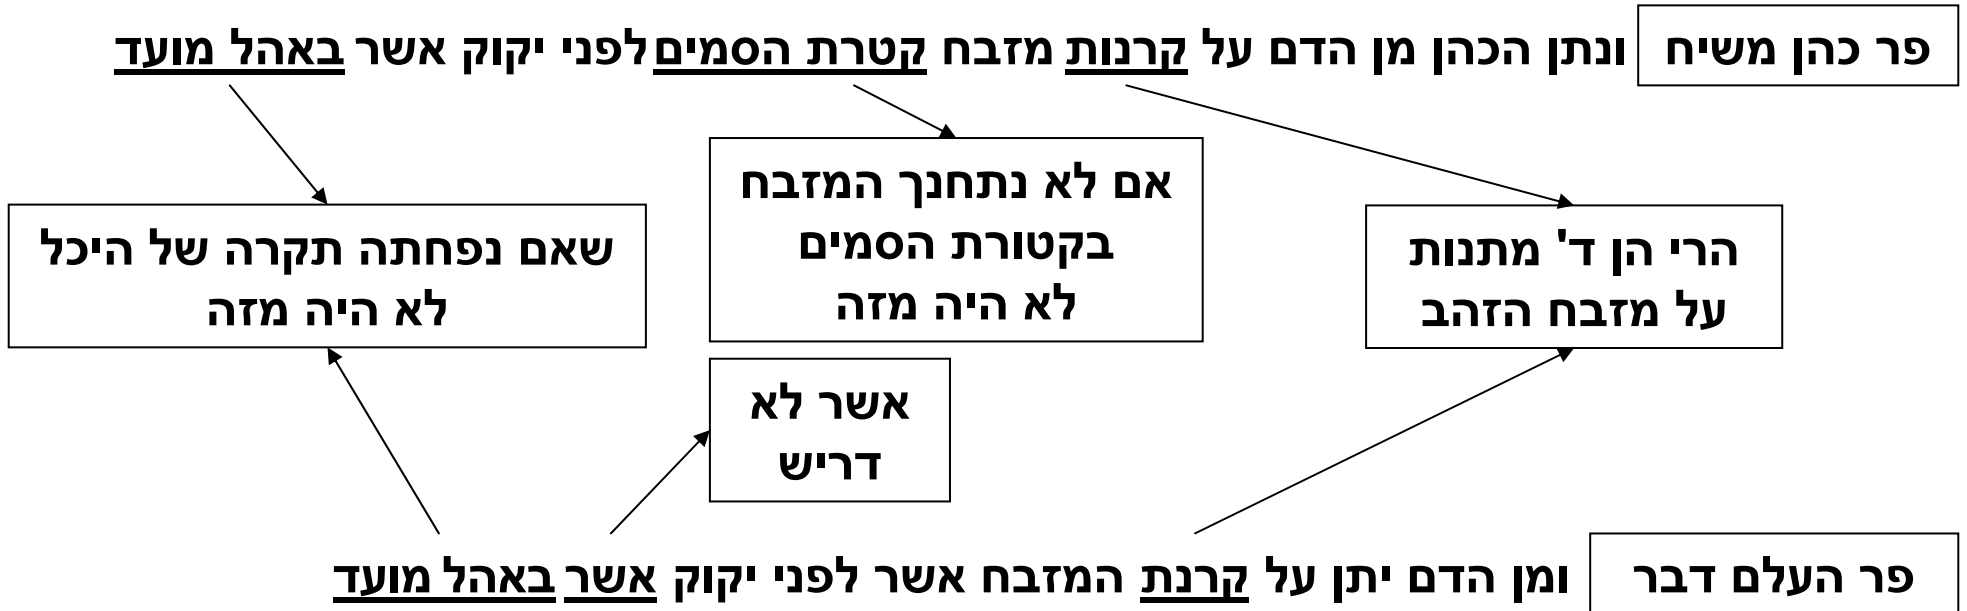 פר כהן משיח
ונתן הכהן מן הדם על קרנות מזבח קטרת הסמים לפני יקוק אשר באהל מועד
הרי הן ד' מתנות
על מזבח הזהב
אם לא נתחנך המזבח
בקטורת הסמים
לא היה מזה
שאם נפחתה תקרה של היכל
לא היה מזה
אשר לא
דריש
פר העלם דבר
ומן הדם יתן על קרנת המזבח אשר לפני יקוק אשר באהל מועד